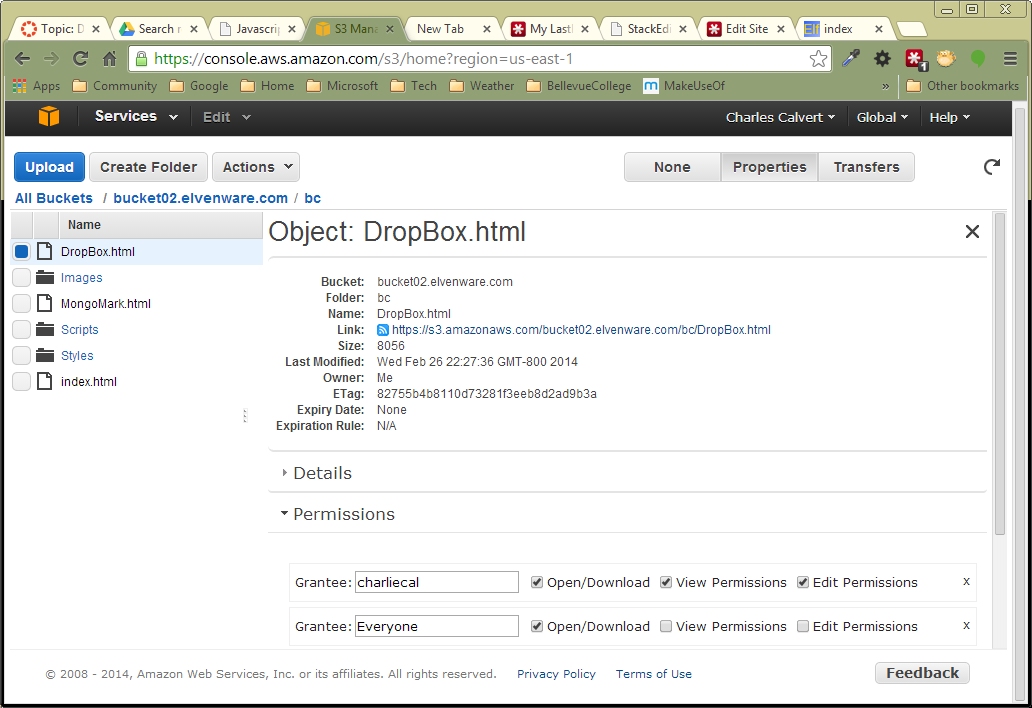 Topic: D Search r Javascrip S3 Mana New Tab My Lastl StackEdi Edit Site index
https://console.aws.amazon.com/s3/home?region=us-east-1 1
Apps Community Google Home Microsoft Tech Weather BellevueCollege m MakeUseOf » Other bookmarks
Services Edit Charles Calvert Global Help
Upload Create Folder Actions None Properties Transfers
All Buckets / bucket02.elvenware.com / bc
Name
DropBox.html
Images
MongoMark.html
Scripts
Styles
index.html
Object: DropBox.html
Bucket: bucket02.elvenware.com
Folder: bc
Name: DropBox.html
Link: https://s3.amazonaws.com/bucket02.elvenware.com/bc/DropBox.html
Size: 8056
Last Modified: Wed Feb 26 22:27:36 GMT-800 2014
Owner: Me
ETag: 82755b4b8110d73281f3eeb8d2ad9b3a
Expiry Date: None
Expiration Rule: N/A
Details
Permissions
Grantee: charliecal Open/Download View Permissions Edit Permissions x
Grantee: Everyone Open/Download View Permissions Edit Permissions x
© 2008 - 2014, Amazon Web Services, Inc. or its affiliates. All rights reserved. Privacy Policy Terms of Use Feedback